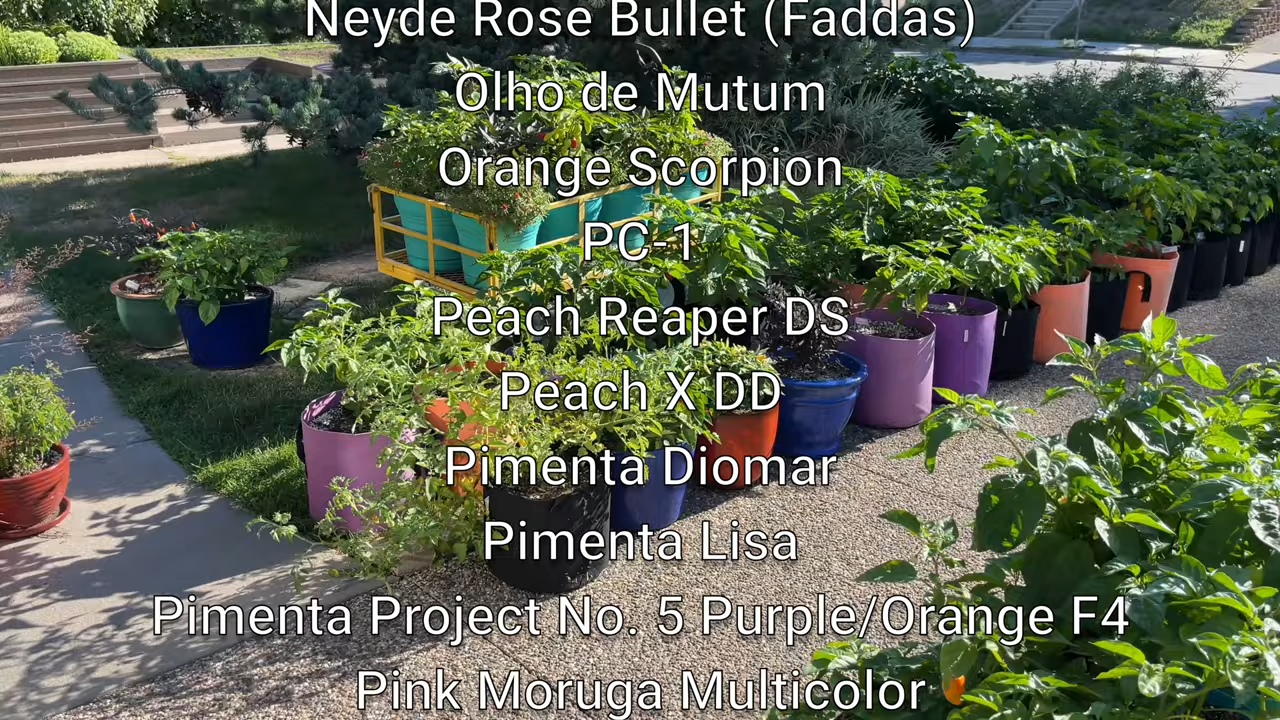 Neyde Rose Bullet (Faddas)
Olho de Mutum
Orange Scorpion
PC-1
Peach Reaper DS
Peach X DD
Pimenta Diomar
Pimenta Lisa
Pimenta Project No. 5 Purple/Orange F4
Pink Moruga Multicolor